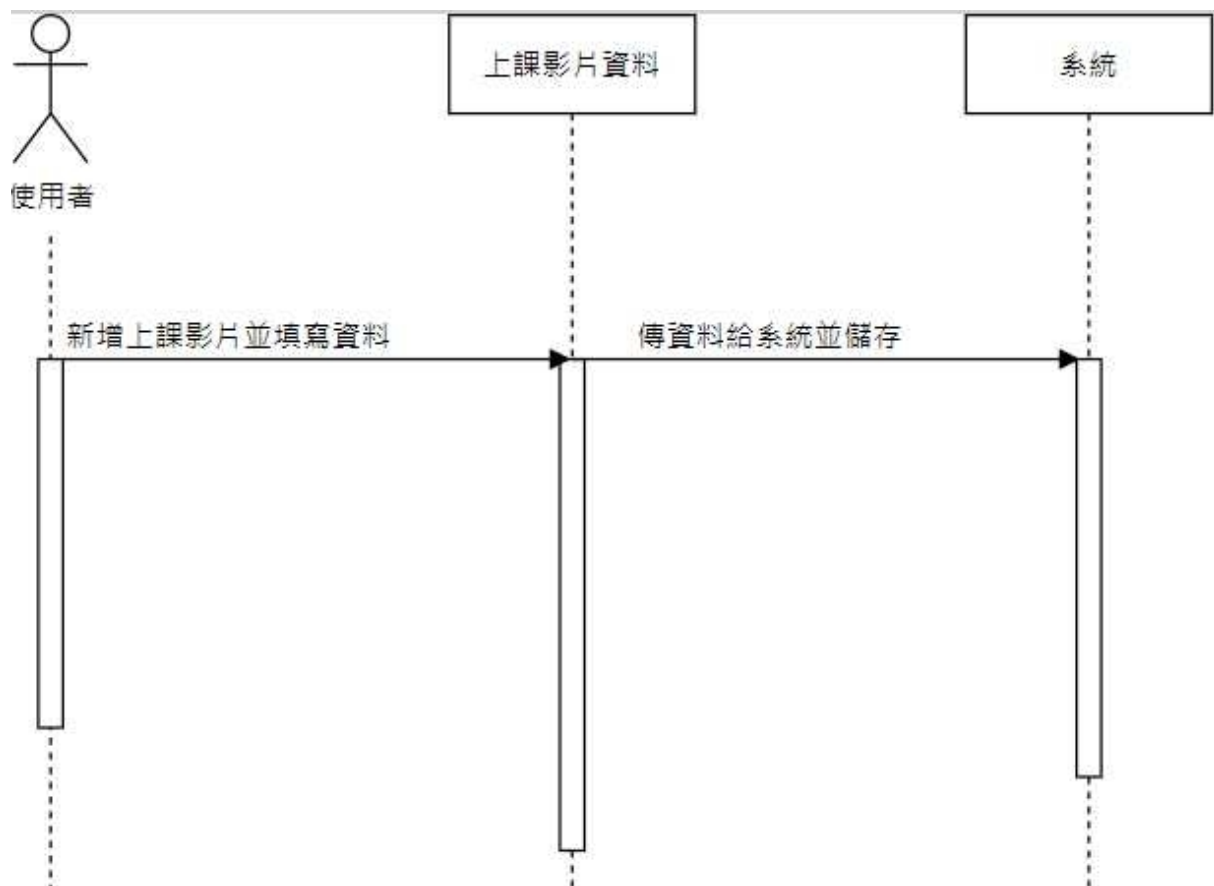 上課影片資料
系統
使用者
新增上課影片並填寫資料
傳資料給系統並儲存